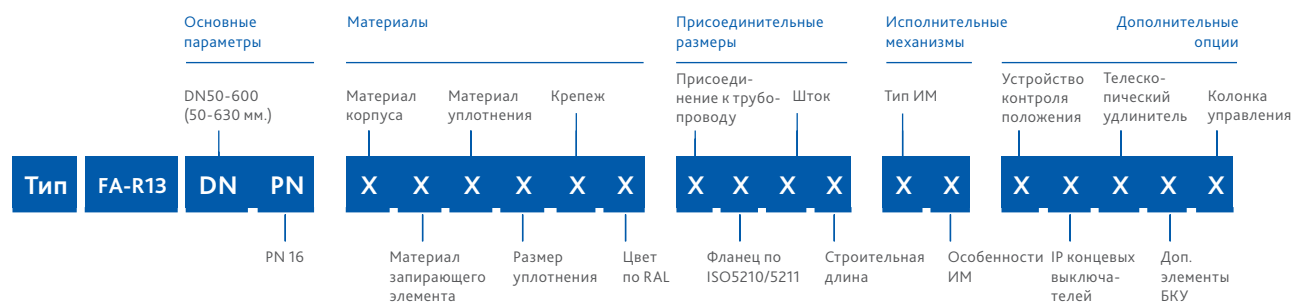 Основные
параметры
Материалы
Присоединительные
размеры
Исполнительные
механизмы
Дополнительные
опции
DN50-600
(50-630 мм.)
Материал
корпуса
Материал
уплотнения
Крепеж
Присоеди-
нение к трубо-
проводу
Шток
Тип ИМ
Устройство
контроля
положения
Телеско-
пический
удлинитель
Колонка
управления
Тип FA-R13 DN PN X X X X X X X X X X X X X X X X X
PN 16
Материал
запирающего
элемента
Размер
уплотнения
Цвет
по RAL
Фланец по
ISO5210/5211
Строительная
длина
Особенности
ИМ
IP концевых
выключа-
телей
Доп.
элементы
БКУ